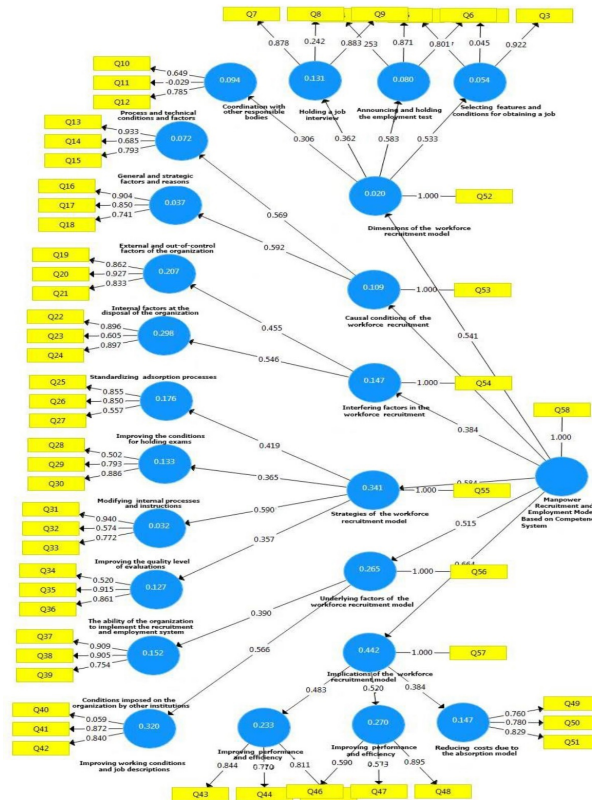 Q7
Q8
Q9
Q6
Q3
0.878
0.242
0.883
.253
0.871
0.801
0.045
0.922
Q10
Q11
Q12
0.649
-0.029
0.785
0.094
Coordination with
other responsible
bodies
0.131
Holding a job
interview
0.080
Announcing and holding
the employment test
0.054
Selecting features and
conditions for obtaining a job
Process and technical
conditions and factors
Q13
Q14
Q15
0.933
0.685
0.793
0.072
0.306
0.362
0.583
0.533
General and strategic
factors and reasons
Q16
Q17
Q18
0.904
0.850
0.741
0.037
0.020
1.000
Q52
Dimensions of the workforce
recruitment model
0.569
0.592
External and out-of-control
factors of the organization
Q19
Q20
Q21
0.862
0.927
0.833
0.207
0.109
1.000
Q53
Causal conditions of the
workforce recruitment
0.541
Internal factors at the
disposal of the organization
Q22
Q23
Q24
0.896
0.605
0.897
0.298
0.455
0.546
0.147
1.000
Q54
Interfering factors in the
workforce recruitment
0.384
Q58
1.000
Standardizing adsorption processes
Q25
Q26
Q27
0.855
0.850
0.557
0.176
0.419
Improving the conditions
for holding exams
Q28
Q29
Q30
0.502
0.793
0.886
0.133
0.365
0.341
1.000
Q55
Strategies of the workforce
recruitment model
0.584
Manpower
Recruitment and
Employment Model
Based on Competency
System
Modifying internal processes
and instructions
Q31
Q32
Q33
0.940
0.574
0.772
0.032
0.590
0.357
0.515
Improving the quality level
of evaluations
Q34
Q35
Q36
0.520
0.915
0.861
0.127
0.265
1.000
Q56
Underlying factors of the
workforce recruitment model
0.664
The ability of the organization
to implement the recruitment
and employment system
Q37
Q38
Q39
0.909
0.905
0.754
0.152
0.390
0.566
0.442
1.000
Q57
Implications of the workforce
recruitment model
Conditions imposed on the
organization by other institutions
Q40
Q41
Q42
0.059
0.872
0.840
0.320
Improving working conditions
and job descriptions
0.483
0.520
0.384
0.233
Improving performance
and efficiency
0.270
Improving performance
and efficiency
0.147
Reducing costs due to
the absorption model
0.760
0.780
0.829
Q49
Q50
Q51
0.844
0.811
0.590
0.573
0.895
Q43
Q44
Q46
Q47
Q48